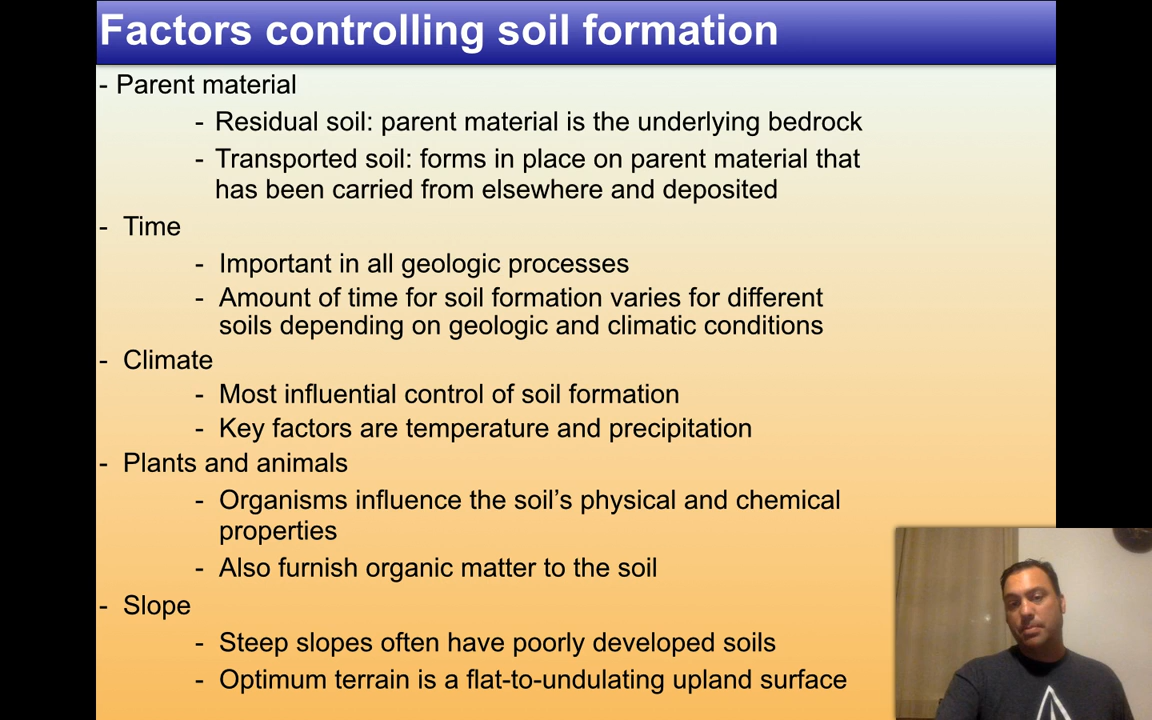 Factors controlling soil formation
- Parent material
- Residual soil: parent material is the underlying bedrock
- Transported soil: forms in place on parent material that
has been carried from elsewhere and deposited
- Time
- Important in all geologic processes
- Amount of time for soil formation varies for different
soils depending on geologic and climatic conditions
- Climate
- Most influential control of soil formation
- Key factors are temperature and precipitation
- Plants and animals
- Organisms influence the soil’s physical and chemical
properties
- Also furnish organic matter to the soil
- Slope
- Steep slopes often have poorly developed soils
- Optimum terrain is a flat-to-undulating upland surface